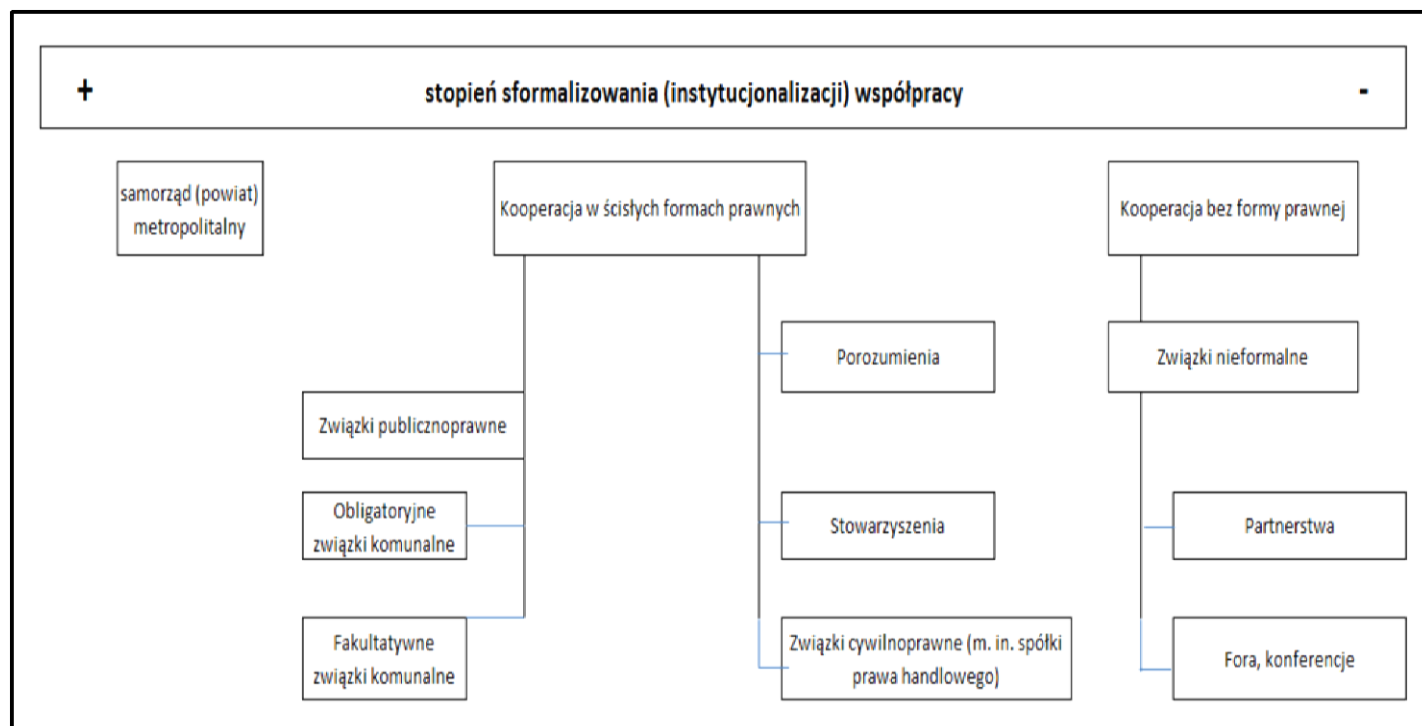 + stopień sformalizowania (instytucjonalizacji) współpracy -
samorząd (powiat)
metropolitalny
Kooperacja w ścisłych formach prawnych
Kooperacja bez formy prawnej
Związki publicznoprawne
Obligatoryjne
związki komunalne
Fakultatywne
związki komunalne
Porozumienia
Stowarzyszenia
Związki cywilnoprawne (m. in. spółki
prawa handlowego)
Związki nieformalne
Partnerstwa
Fora, konferencje